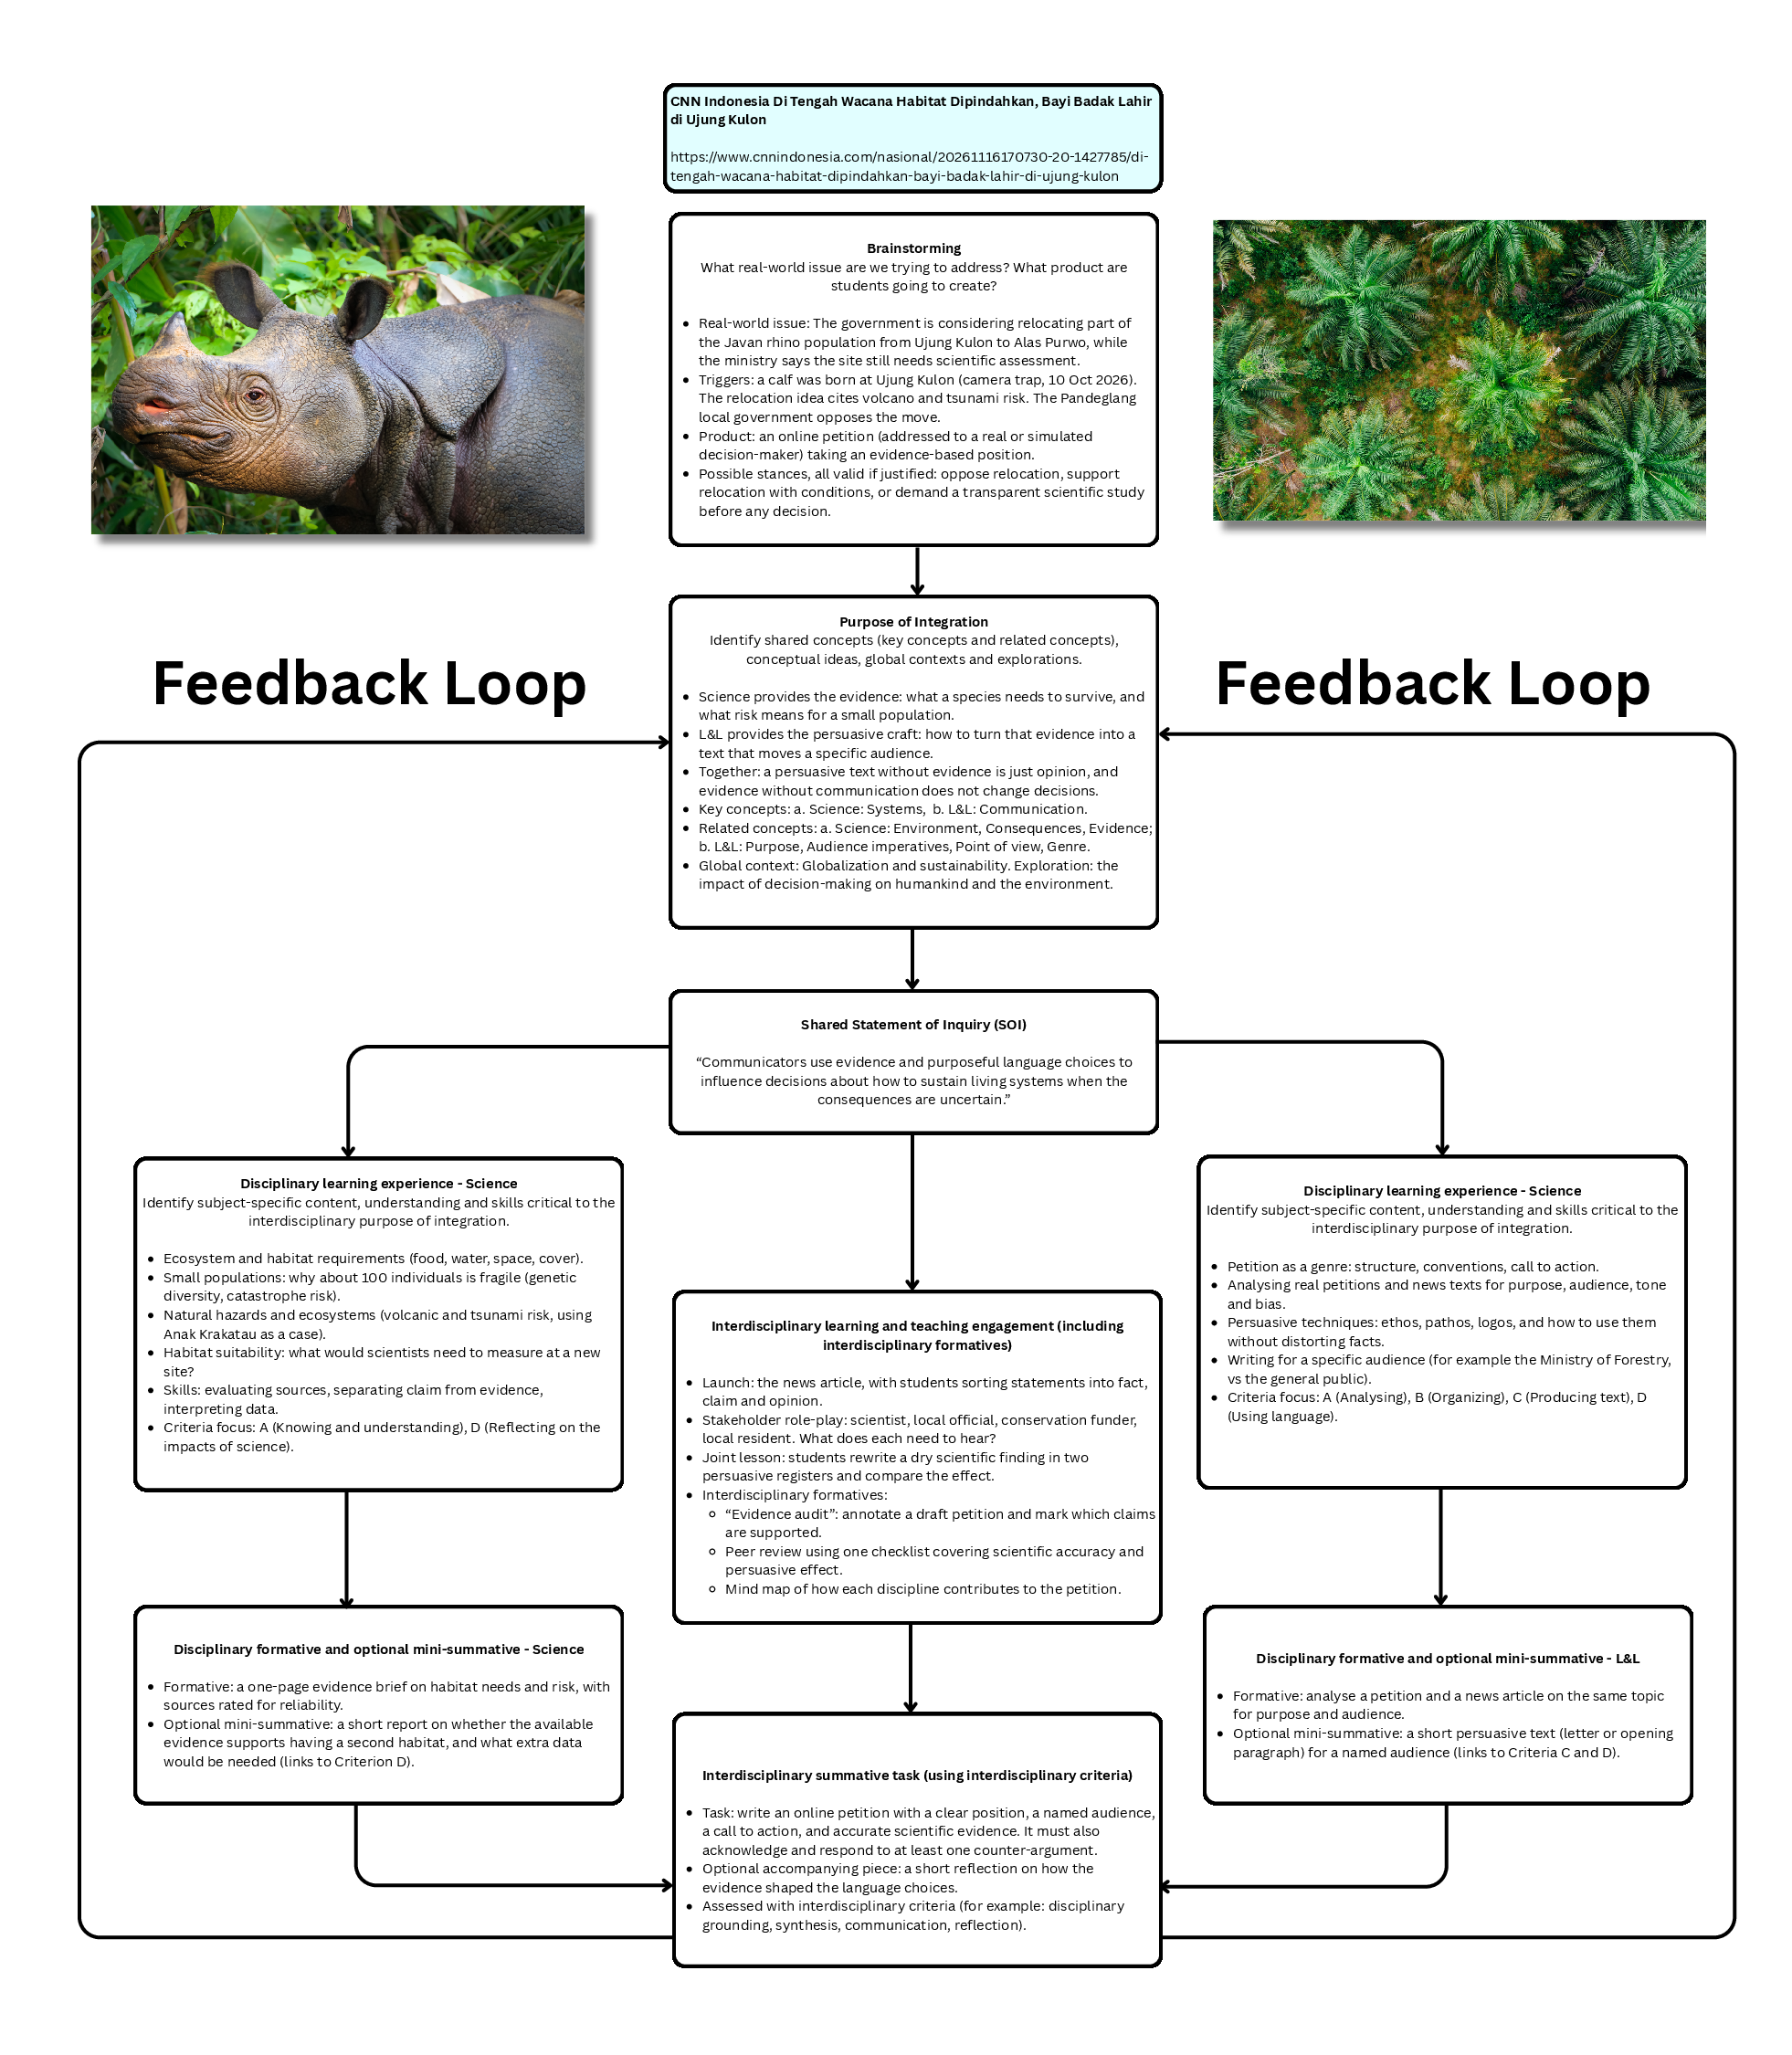 CNN Indonesia Di Tengah Wacana Habitat Dipindahkan, Bayi Badak Lahir
di Ujung Kulon
https://www.cnnindonesia.com/nasional/20261116170730-20-1427785/di-
tengah-wacana-habitat-dipindahkan-bayi-badak-lahir-di-ujung-kulon
Brainstorming
What real-world issue are we trying to address? What product are
students going to create?
• Real-world issue: The government is considering relocating part of
the Javan rhino population from Ujung Kulon to Alas Purwo, while
the ministry says the site still needs scientific assessment.
• Triggers: a calf was born at Ujung Kulon (camera trap, 10 Oct 2026).
The relocation idea cites volcano and tsunami risk. The Pandeglang
local government opposes the move.
• Product: an online petition (addressed to a real or simulated
decision-maker) taking an evidence-based position.
• Possible stances, all valid if justified: oppose relocation, support
relocation with conditions, or demand a transparent scientific study
before any decision.
Feedback Loop
Feedback Loop
Purpose of Integration
Identify shared concepts (key concepts and related concepts),
conceptual ideas, global contexts and explorations.
• Science provides the evidence: what a species needs to survive, and
what risk means for a small population.
• L&L provides the persuasive craft: how to turn that evidence into a
text that moves a specific audience.
• Together: a persuasive text without evidence is just opinion, and
evidence without communication does not change decisions.
• Key concepts: a. Science: Systems, b. L&L: Communication.
• Related concepts: a. Science: Environment, Consequences, Evidence;
b. L&L: Purpose, Audience imperatives, Point of view, Genre.
• Global context: Globalization and sustainability. Exploration: the
impact of decision-making on humankind and the environment.
Shared Statement of Inquiry (SOI)
“Communicators use evidence and purposeful language choices to
influence decisions about how to sustain living systems when the
consequences are uncertain.”
Disciplinary learning experience - Science
Identify subject-specific content, understanding and skills critical to the
interdisciplinary purpose of integration.
• Ecosystem and habitat requirements (food, water, space, cover).
• Small populations: why about 100 individuals is fragile (genetic
diversity, catastrophe risk).
• Natural hazards and ecosystems (volcanic and tsunami risk, using
Anak Krakatau as a case).
• Habitat suitability: what would scientists need to measure at a new
site?
• Skills: evaluating sources, separating claim from evidence,
interpreting data.
• Criteria focus: A (Knowing and understanding), D (Reflecting on the
impacts of science).
Disciplinary learning experience - Science
Identify subject-specific content, understanding and skills critical to the
interdisciplinary purpose of integration.
• Petition as a genre: structure, conventions, call to action.
• Analysing real petitions and news texts for purpose, audience, tone
and bias.
• Persuasive techniques: ethos, pathos, logos, and how to use them
without distorting facts.
• Writing for a specific audience (for example the Ministry of Forestry,
vs the general public).
• Criteria focus: A (Analysing), B (Organizing), C (Producing text), D
(Using language).
Interdisciplinary learning and teaching engagement (including
interdisciplinary formatives)
• Launch: the news article, with students sorting statements into fact,
claim and opinion.
• Stakeholder role-play: scientist, local official, conservation funder,
local resident. What does each need to hear?
• Joint lesson: students rewrite a dry scientific finding in two
persuasive registers and compare the effect.
• Interdisciplinary formatives:
◦ “Evidence audit”: annotate a draft petition and mark which claims
are supported.
◦ Peer review using one checklist covering scientific accuracy and
persuasive effect.
◦ Mind map of how each discipline contributes to the petition.
Disciplinary formative and optional mini-summative - Science
• Formative: a one-page evidence brief on habitat needs and risk, with
sources rated for reliability.
• Optional mini-summative: a short report on whether the available
evidence supports having a second habitat, and what extra data
would be needed (links to Criterion D).
Disciplinary formative and optional mini-summative - L&L
• Formative: analyse a petition and a news article on the same topic
for purpose and audience.
• Optional mini-summative: a short persuasive text (letter or opening
paragraph) for a named audience (links to Criteria C and D).
Interdisciplinary summative task (using interdisciplinary criteria)
• Task: write an online petition with a clear position, a named audience,
a call to action, and accurate scientific evidence. It must also
acknowledge and respond to at least one counter-argument.
• Optional accompanying piece: a short reflection on how the
evidence shaped the language choices.
• Assessed with interdisciplinary criteria (for example: disciplinary
grounding, synthesis, communication, reflection).